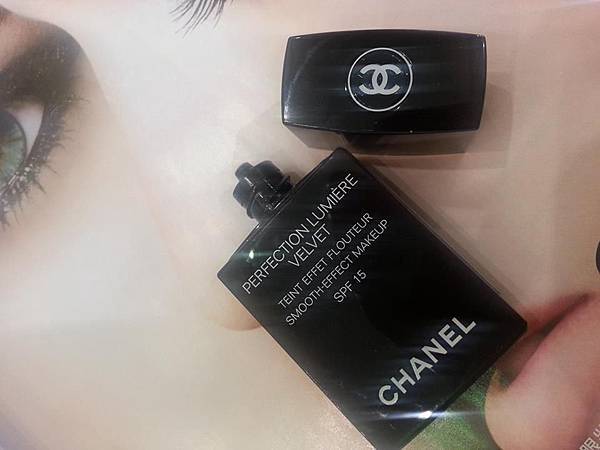 PERFECTION LUMIÈRE
VELVET
TEINT EFFET FLOUTEUR
SMOOTH-EFFECT MAKEUP
SPF 15
CHANEL